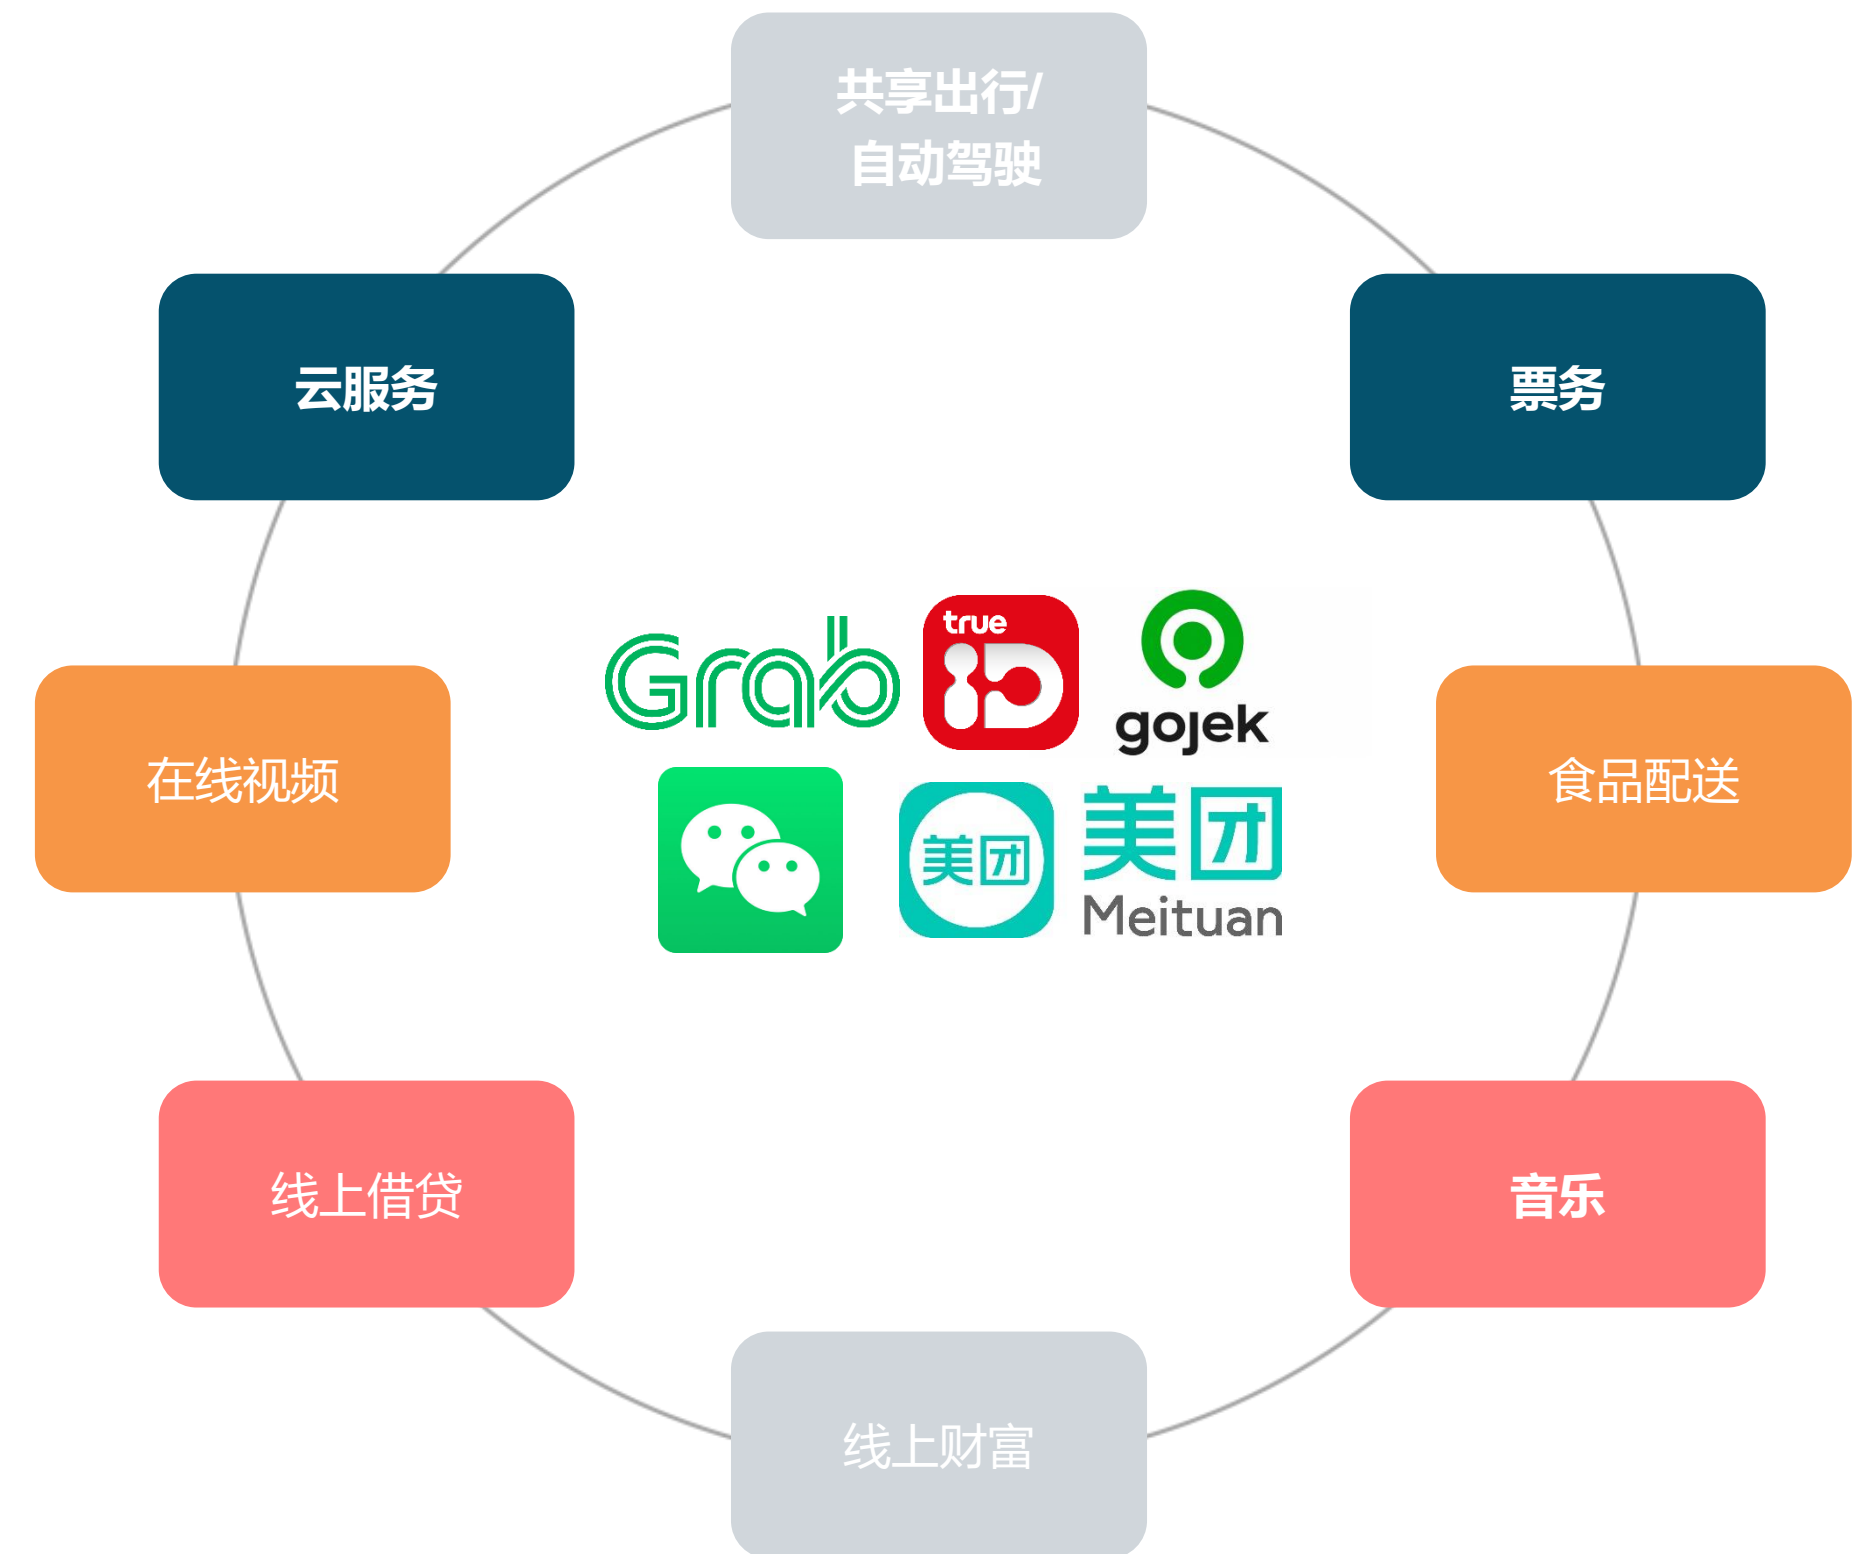 共享出行/
自动驾驶
云服务
票务
Grab
true
iD
gojek
在线视频
食品配送
美团
美团
Meituan
线上借贷
音乐
线上财富